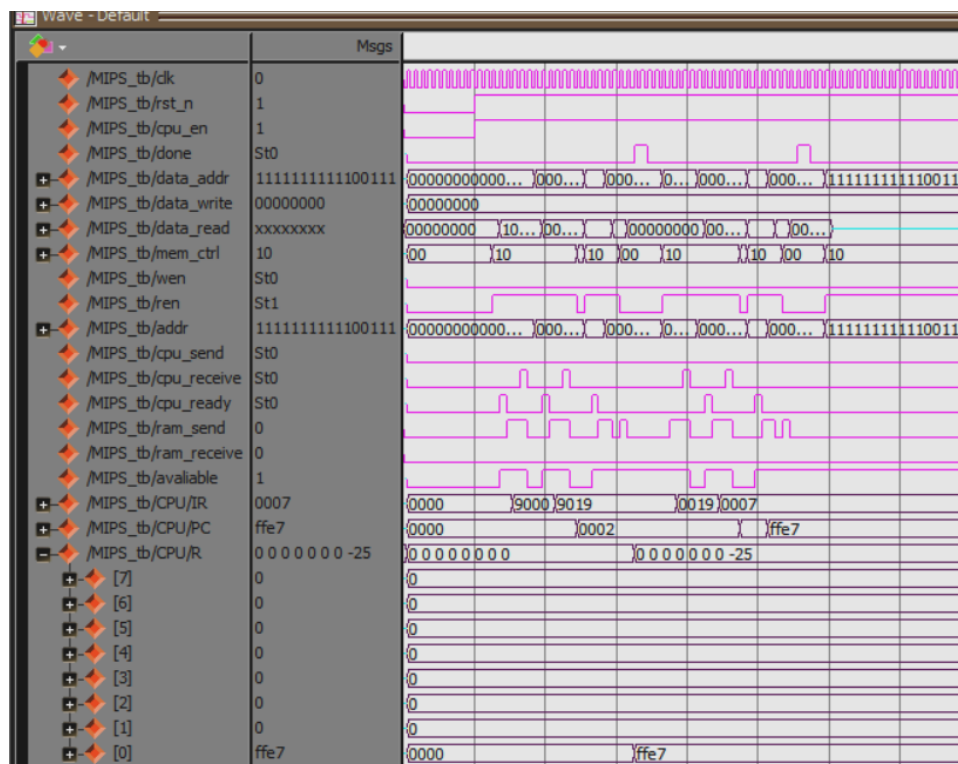 Wave - Default
Msgs
/MIPS_tb/clk 0
/MIPS_tb/rst_n 1
/MIPS_tb/cpu_en 1
/MIPS_tb/done St0
/MIPS_tb/data_addr 1111111111100111 00000000000... 000... 000... 0... 000... 000... 1111111111100111
/MIPS_tb/data_write 00000000 00000000
/MIPS_tb/data_read xxxxxxxx 00000000 10... 00... 00000000 00... 00...
/MIPS_tb/mem_ctrl 10 00 10 10 00 10 10 00 10
/MIPS_tb/wen St0
/MIPS_tb/ren St1
/MIPS_tb/addr 1111111111100111 00000000000... 000... 000... 0... 000... 000... 1111111111100111
/MIPS_tb/cpu_send St0
/MIPS_tb/cpu_receive St0
/MIPS_tb/cpu_ready St0
/MIPS_tb/ram_send 0
/MIPS_tb/ram_receive 0
/MIPS_tb/avaliable 1
/MIPS_tb/CPU/IR 0007 0000 9000 9019 0019 0007
/MIPS_tb/CPU/PC ffe7 0000 0002 ffe7
/MIPS_tb/CPU/R 0 0 0 0 0 0 0 -25 0 0 0 0 0 0 0 0 0 0 0 0 0 0 0 -25
[7] 0 0
[6] 0 0
[5] 0 0
[4] 0 0
[3] 0 0
[2] 0 0
[1] 0 0
[0] ffe7 0000 ffe7